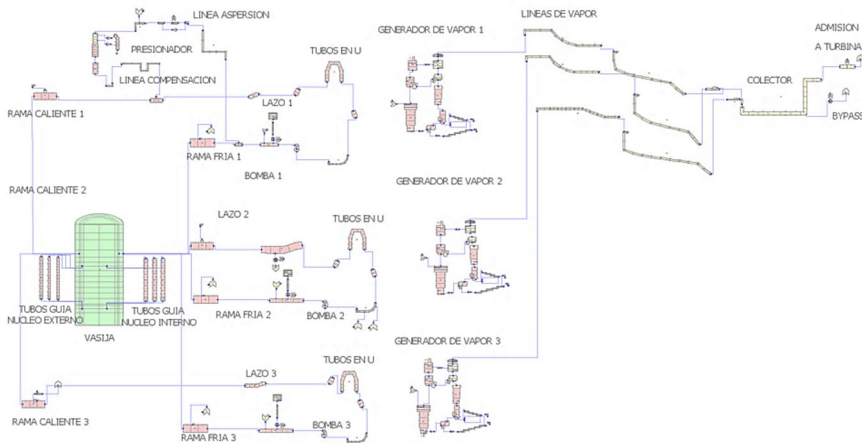 LINEA ASPERSION
PRESIONADOR
LINEA COMPENSACION
RAMA CALIENTE 1
LAZO 1
TUBOS EN U
RAMA FRIA 1
BOMBA 1
GENERADOR DE VAPOR 1
LINEAS DE VAPOR
COLECTOR
ADMISION
A TURBINA
BYPASS
RAMA CALIENTE 2
LAZO 2
TUBOS EN U
GENERADOR DE VAPOR 2
TUBOS GUIA
NUCLEO EXTERNO
TUBOS GUIA
NUCLEO INTERNO
VASIJA
RAMA FRIA 2
BOMBA 2
LAZO 3
TUBOS EN U
GENERADOR DE VAPOR 3
RAMA CALIENTE 3
RAMA FRIA 3
BOMBA 3